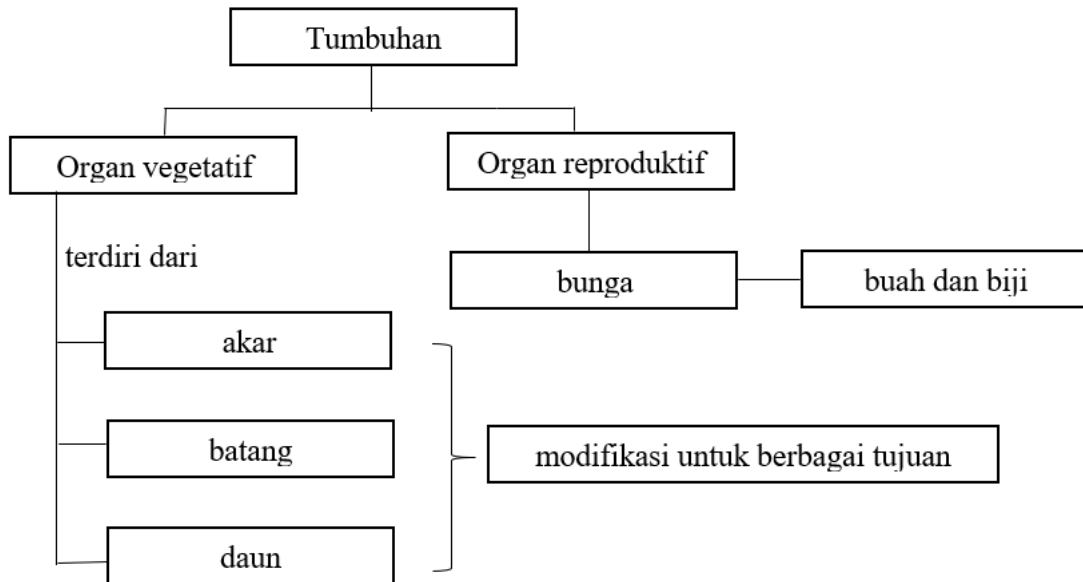 Tumbuhan
Organ vegetatif
Organ reproduktif
terdiri dari
bunga
buah dan biji
akar
batang
modifikasi untuk berbagai tujuan
daun